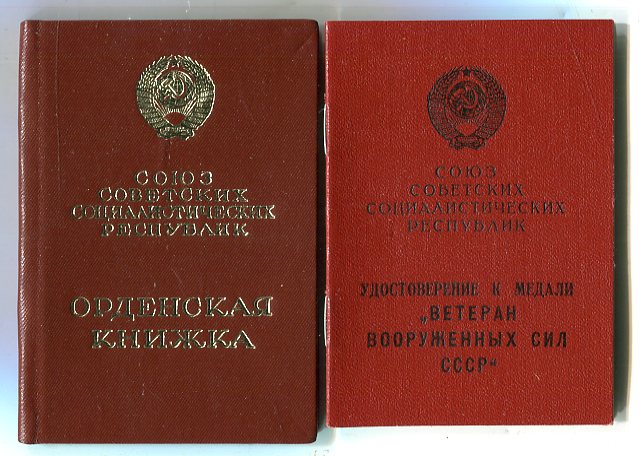 СОЮЗ
СОВЕТСКИХ
СОЦИАЛИСТИЧЕСКИХ
РЕСПУБЛИК
ОРДЕНСКАЯ
КНИЖКА
СОЮЗ
СОВЕТСКИХ
СОЦИАЛИСТИЧЕСКИХ
РЕСПУБЛИК
УДОСТОВЕРЕНИЕ К МЕДАЛИ
„ВЕТЕРАН
ВООРУЖЕННЫХ СИЛ
СССР“